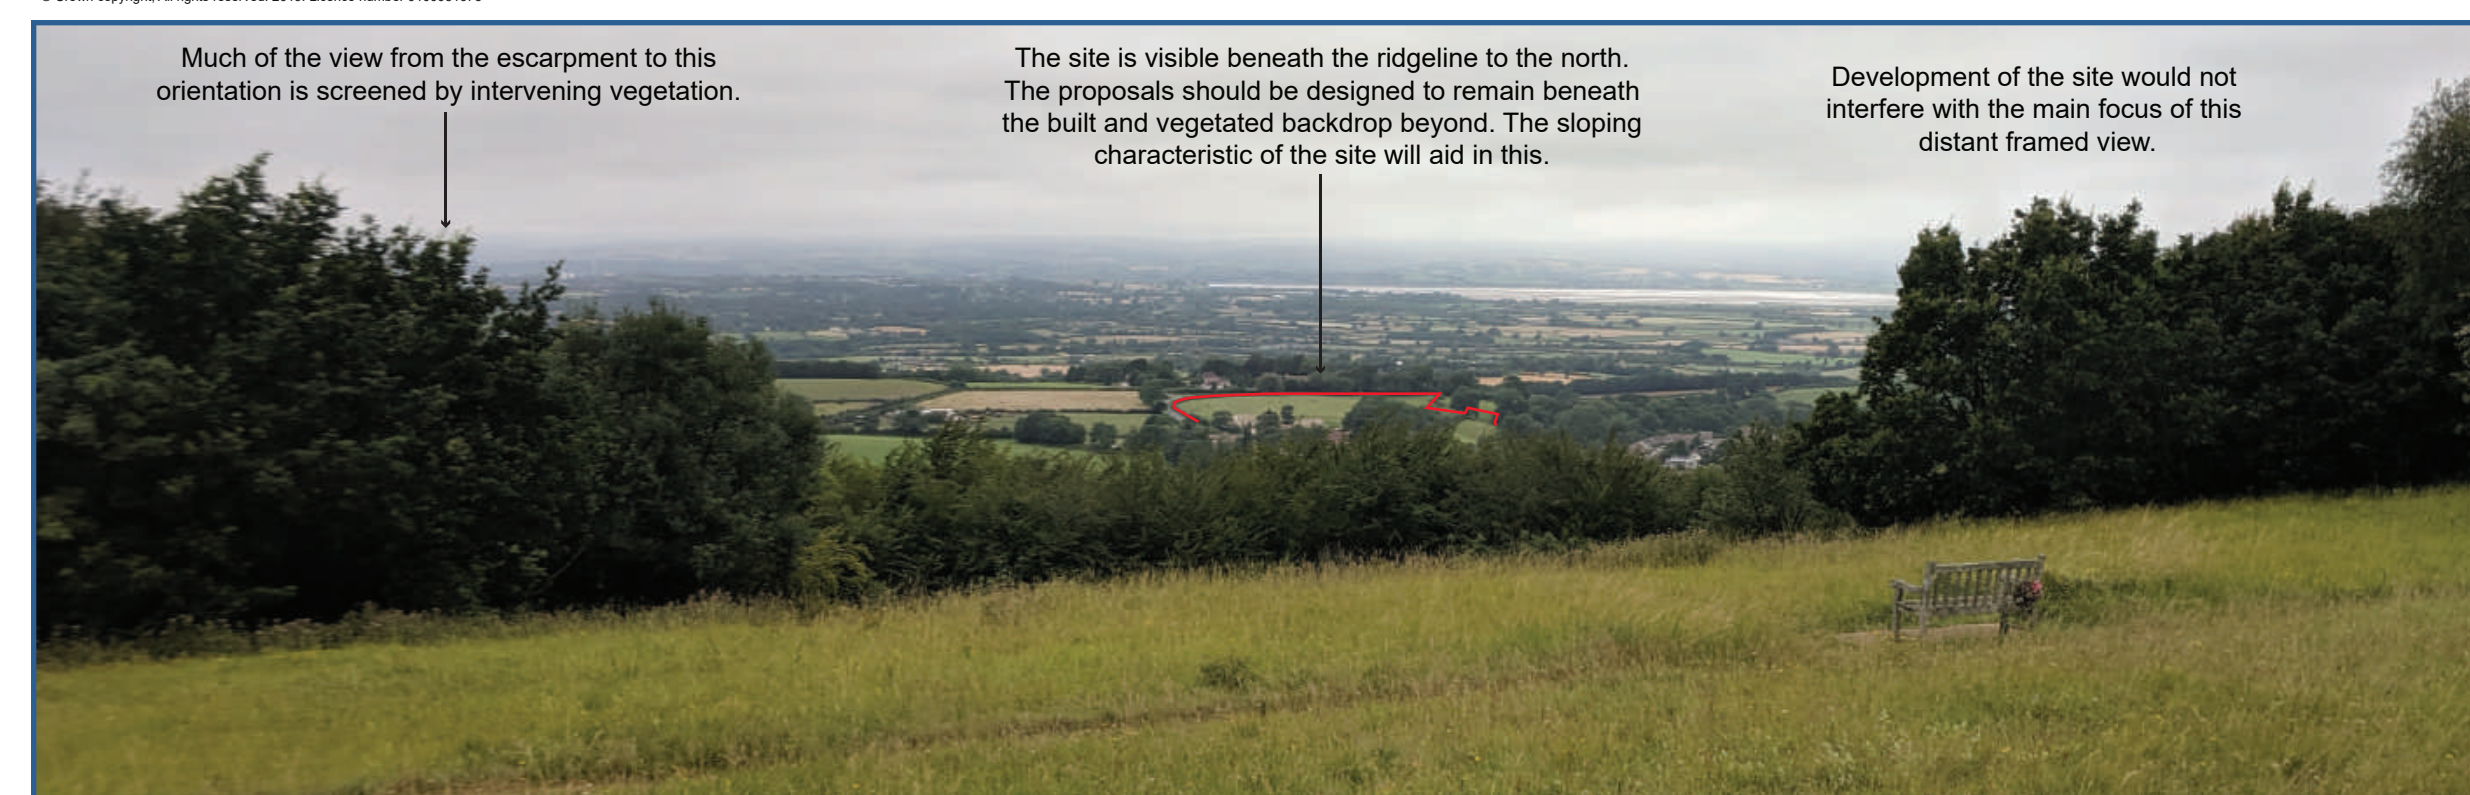 Much of the view from the escarpment to this
orientation is screened by intervening vegetation.
The site is visible beneath the ridgeline to the north.
The proposals should be designed to remain beneath
the built and vegetated backdrop beyond. The sloping
characteristic of the site will aid in this.
Development of the site would not
interfere with the main focus of this
distant framed view.